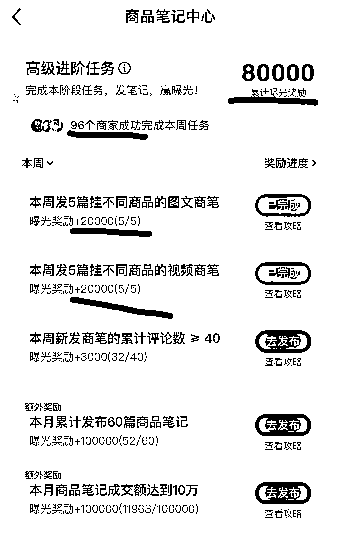 商品笔记中心
高级进阶任务
80000
完成本阶段任务，发笔记，赢曝光！
累计曝光奖励
96个商家成功完成本周任务
本周
奖励进度
本周发5篇挂不同商品的图文商笔
已完成
曝光奖励+20000(5/5)
查看攻略
本周发5篇挂不同商品的视频商笔
已完成
曝光奖励+20000(5/5)
查看攻略
本周新发商笔的累计评论数 ≥ 40
去发布
曝光奖励+3000(32/40)
查看攻略
额外奖励
本月累计发布60篇商品笔记
去发布
曝光奖励+100000(52/60)
查看攻略
额外奖励
本月商品笔记成交额达到10万
去发布
曝光奖励+100000(11968/100000)
查看攻略